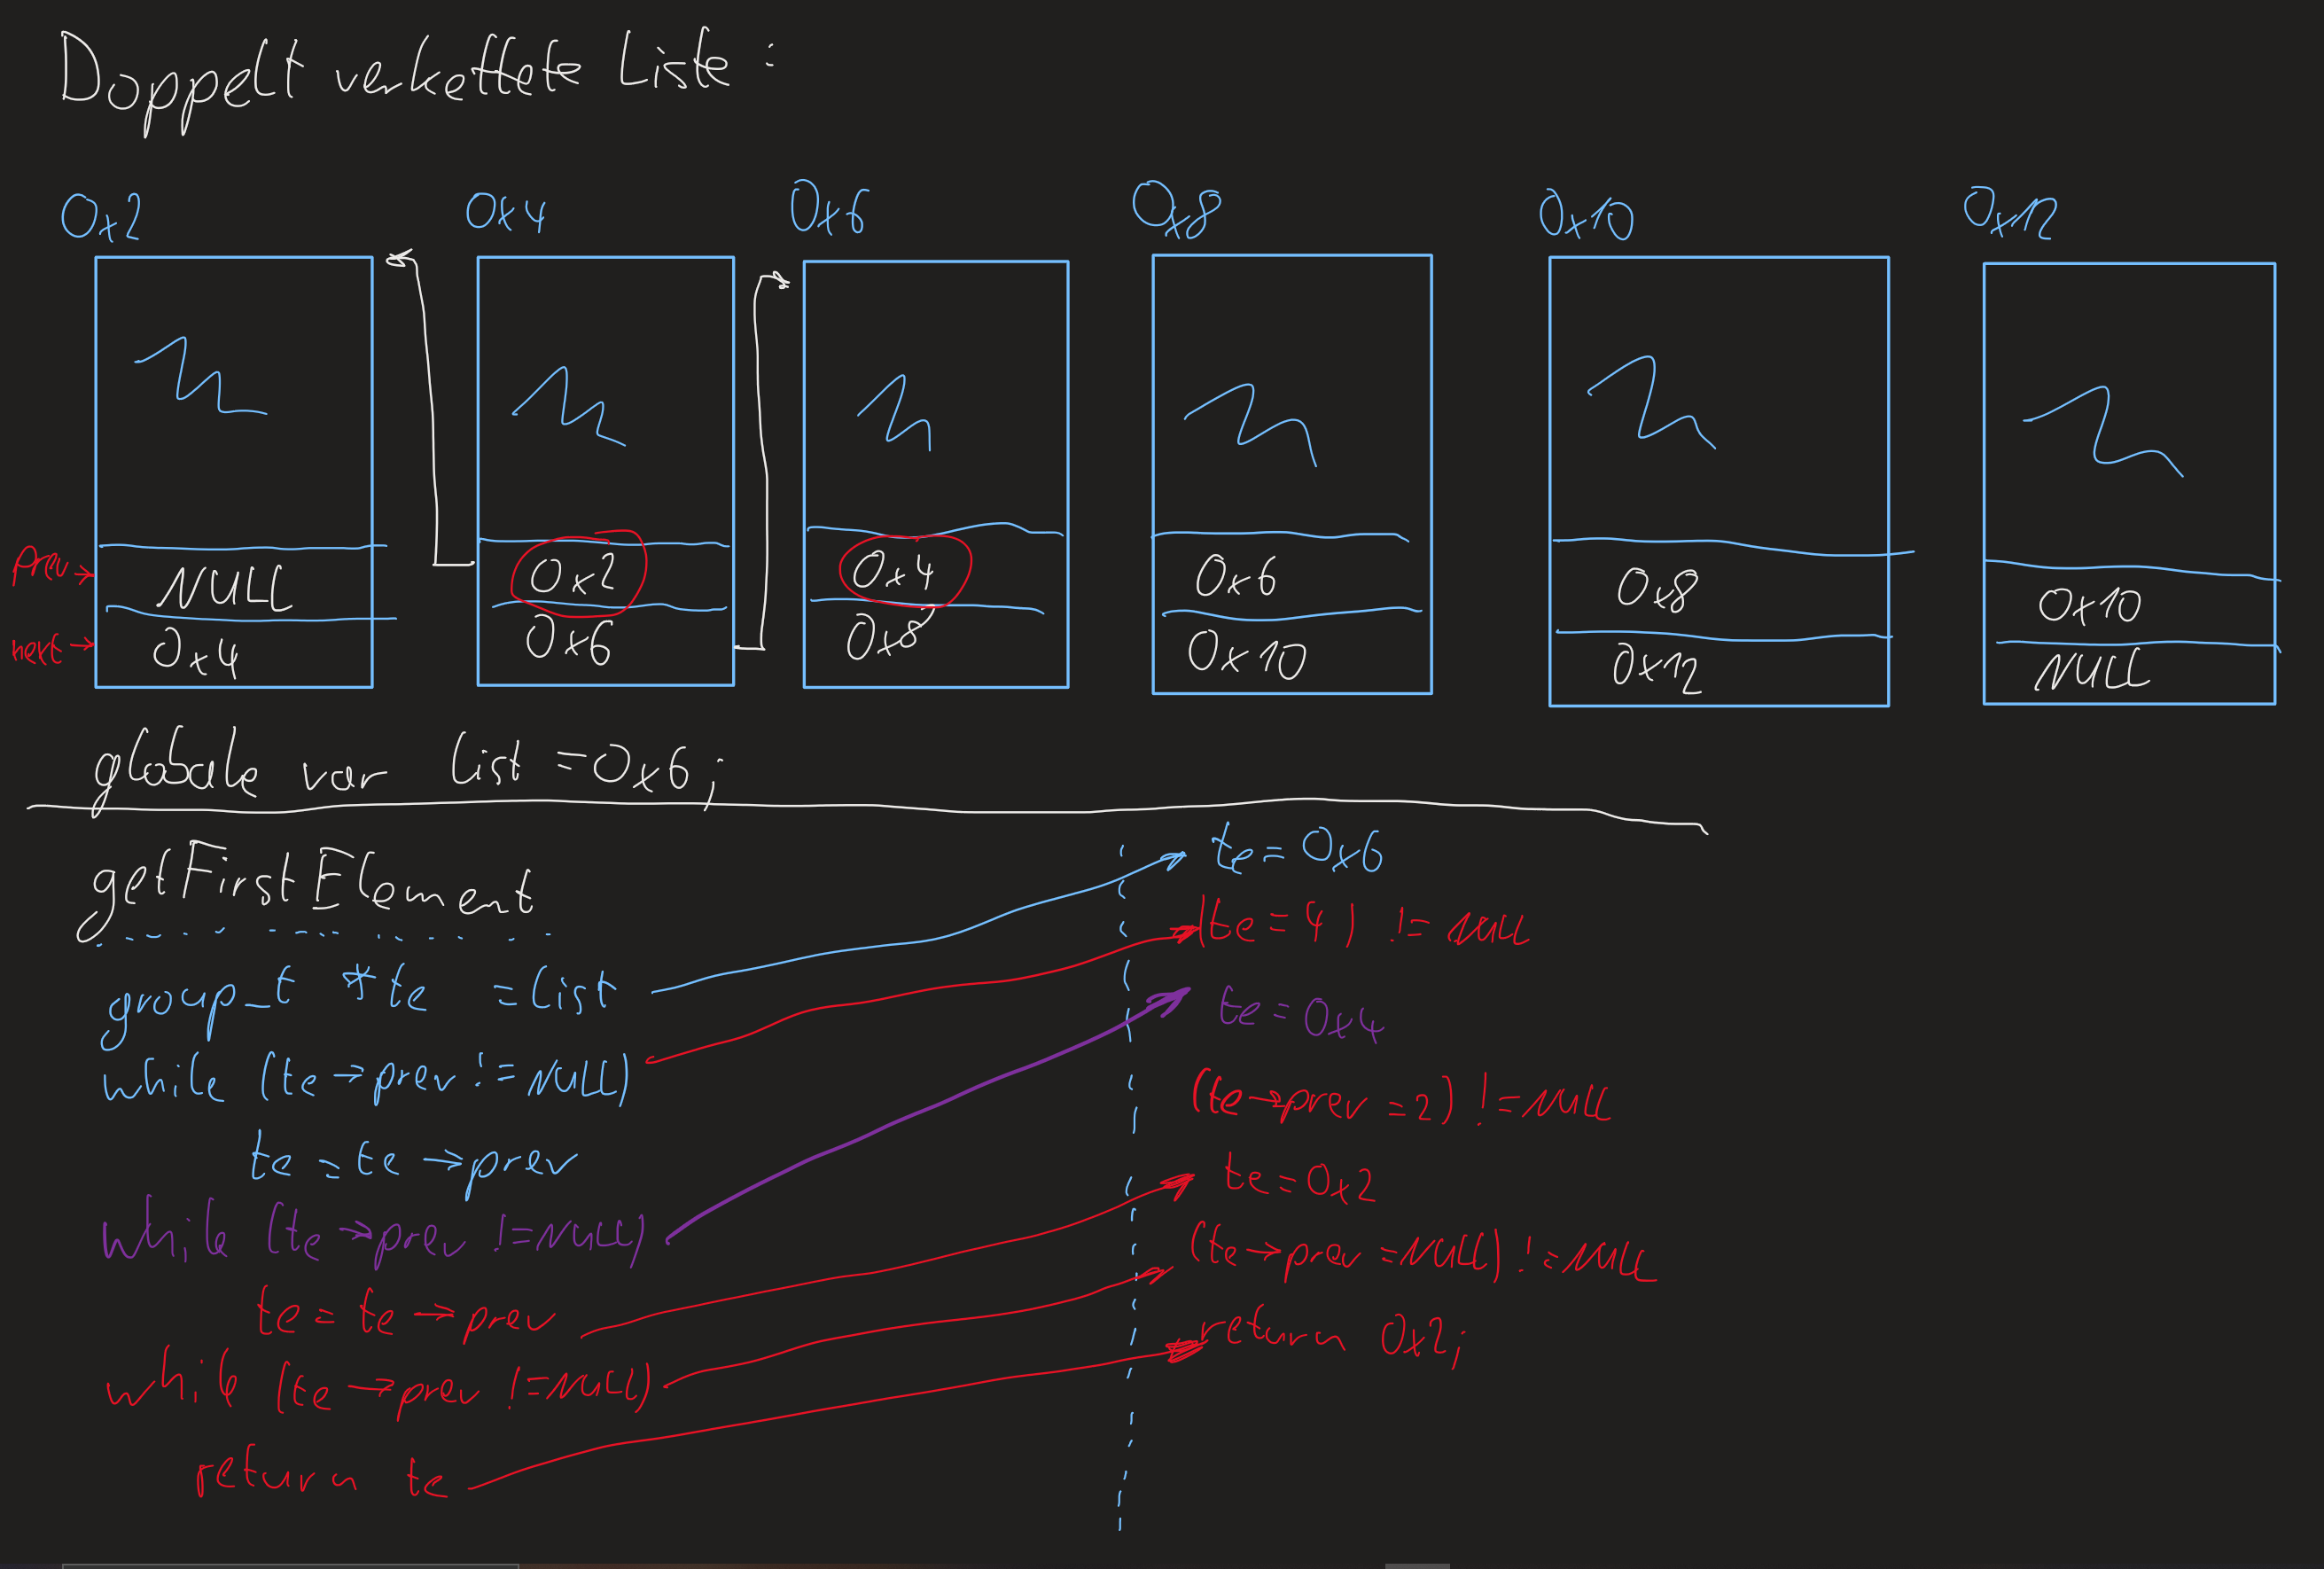 Doppelt verkettete Liste :
0x2 0x4 0x6 0x8 0x10 0x12
prev NULL 0x2 0x4 0x6 0x8 0x10
next 0x4 0x6 0x8 0x10 0x12 NULL
globale var list = 0x6;
getFirstElement
group_t *te = list
te = 0x6
while (te->prev != NULL)
(te = 4) != NULL
te = te->prev
while (te->prev != NULL)
te = 0x4
(te->prev = 2) != NULL
te = te->prev
te = 0x2
while (te->prev != NULL)
(te->prev = NULL) != NULL
return te
return 0x2;